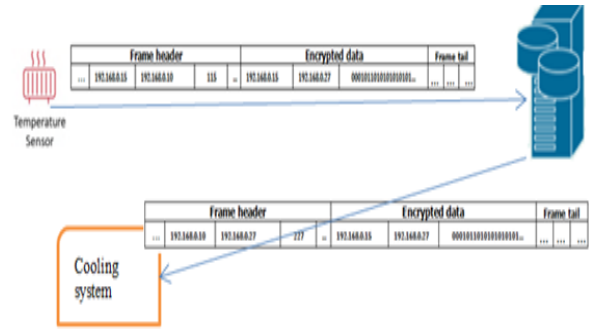 Frame header Encrypted data Frame tail
... 192.168.0.15 192.168.0.10 115 .. 192.168.0.15 192.168.0.27 0001011010101010101... ... ... ...
Temperature
Sensor
Frame header Encrypted data Frame tail
... 192.168.0.10 192.168.0.27 227 .. 192.168.0.15 192.168.0.27 0001011010101010101... ... ... ...
Cooling
system